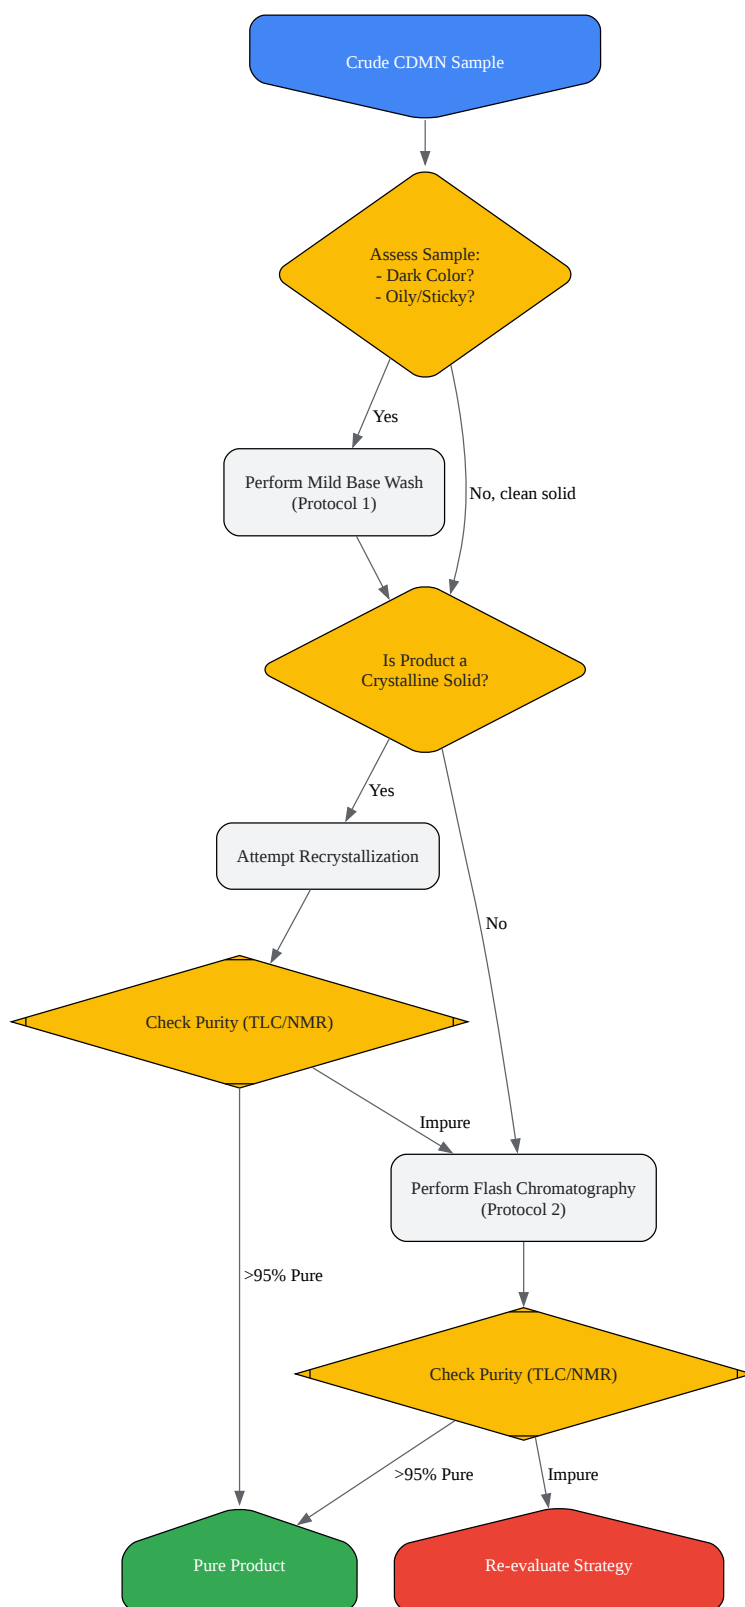 Crude CDMN Sample
Assess Sample:
- Dark Color?
- Oily/Sticky?
Yes
Perform Mild Base Wash
(Protocol 1)
No, clean solid
Is Product a
Crystalline Solid?
Yes
Attempt Recrystallization
No
Check Purity (TLC/NMR)
Impure
Perform Flash Chromatography
(Protocol 2)
>95% Pure
Check Purity (TLC/NMR)
>95% Pure
Impure
Pure Product
Re-evaluate Strategy